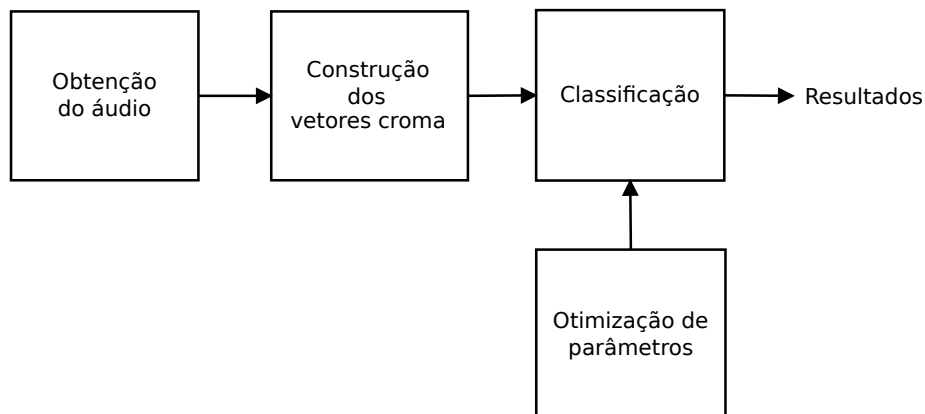 Obtenção
do áudio
Construção
dos
vetores croma
Classificação
Resultados
Otimização de
parâmetros